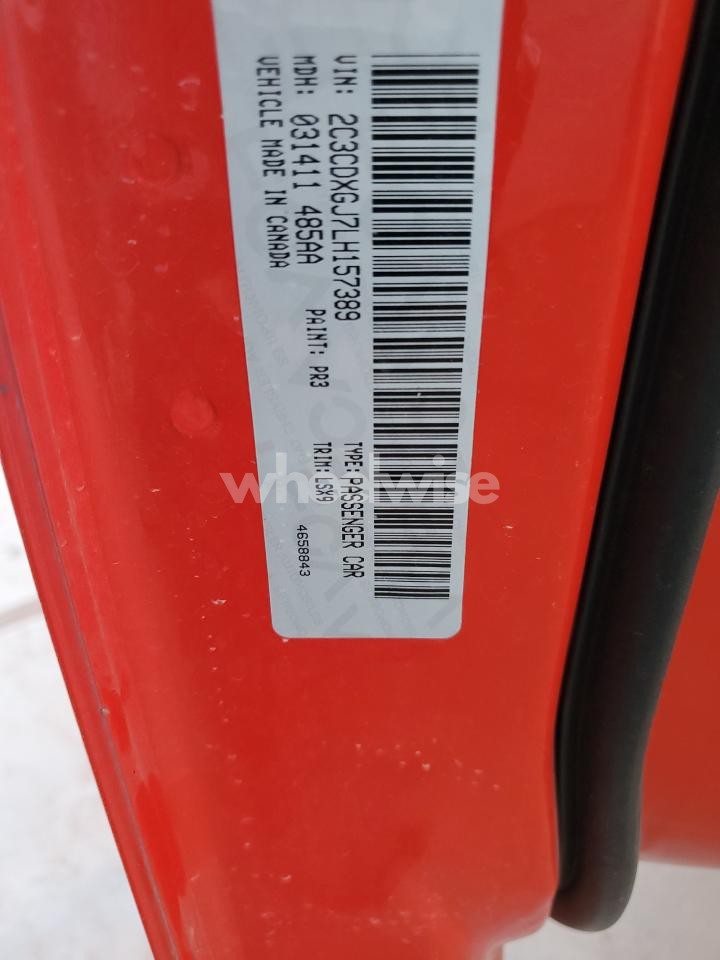 VIN: 2C3CDXGJ7LH157389 TYPE: PASSENGER CAR
MDH: 031411 485AA PAINT: PR3 TRIM: LSX9
VEHICLE MADE IN CANADA 4658843
wheelwise